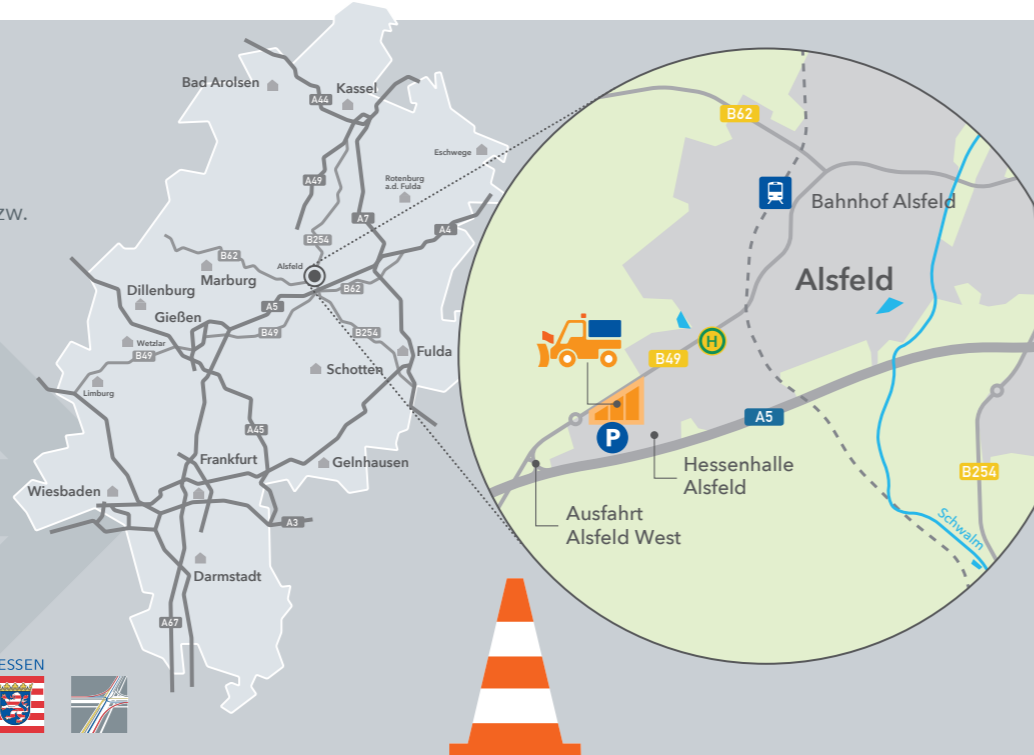 zw.
Bad Arolsen
Kassel
A44
Eschwege
Rotenburg
a.d. Fulda
A49
A7
B254
A4
B62
Alsfeld
Marburg
B62
Dillenburg
A5
Gießen
B49
B254
Wetzlar
B49
Fulda
Schotten
Limburg
A45
Frankfurt
Gelnhausen
Wiesbaden
A3
Darmstadt
A67
ESSEN
B62
Bahnhof Alsfeld
Alsfeld
H
B49
A5
P
Hessenhalle
Alsfeld
B254
Ausfahrt
Alsfeld West
Schwalm